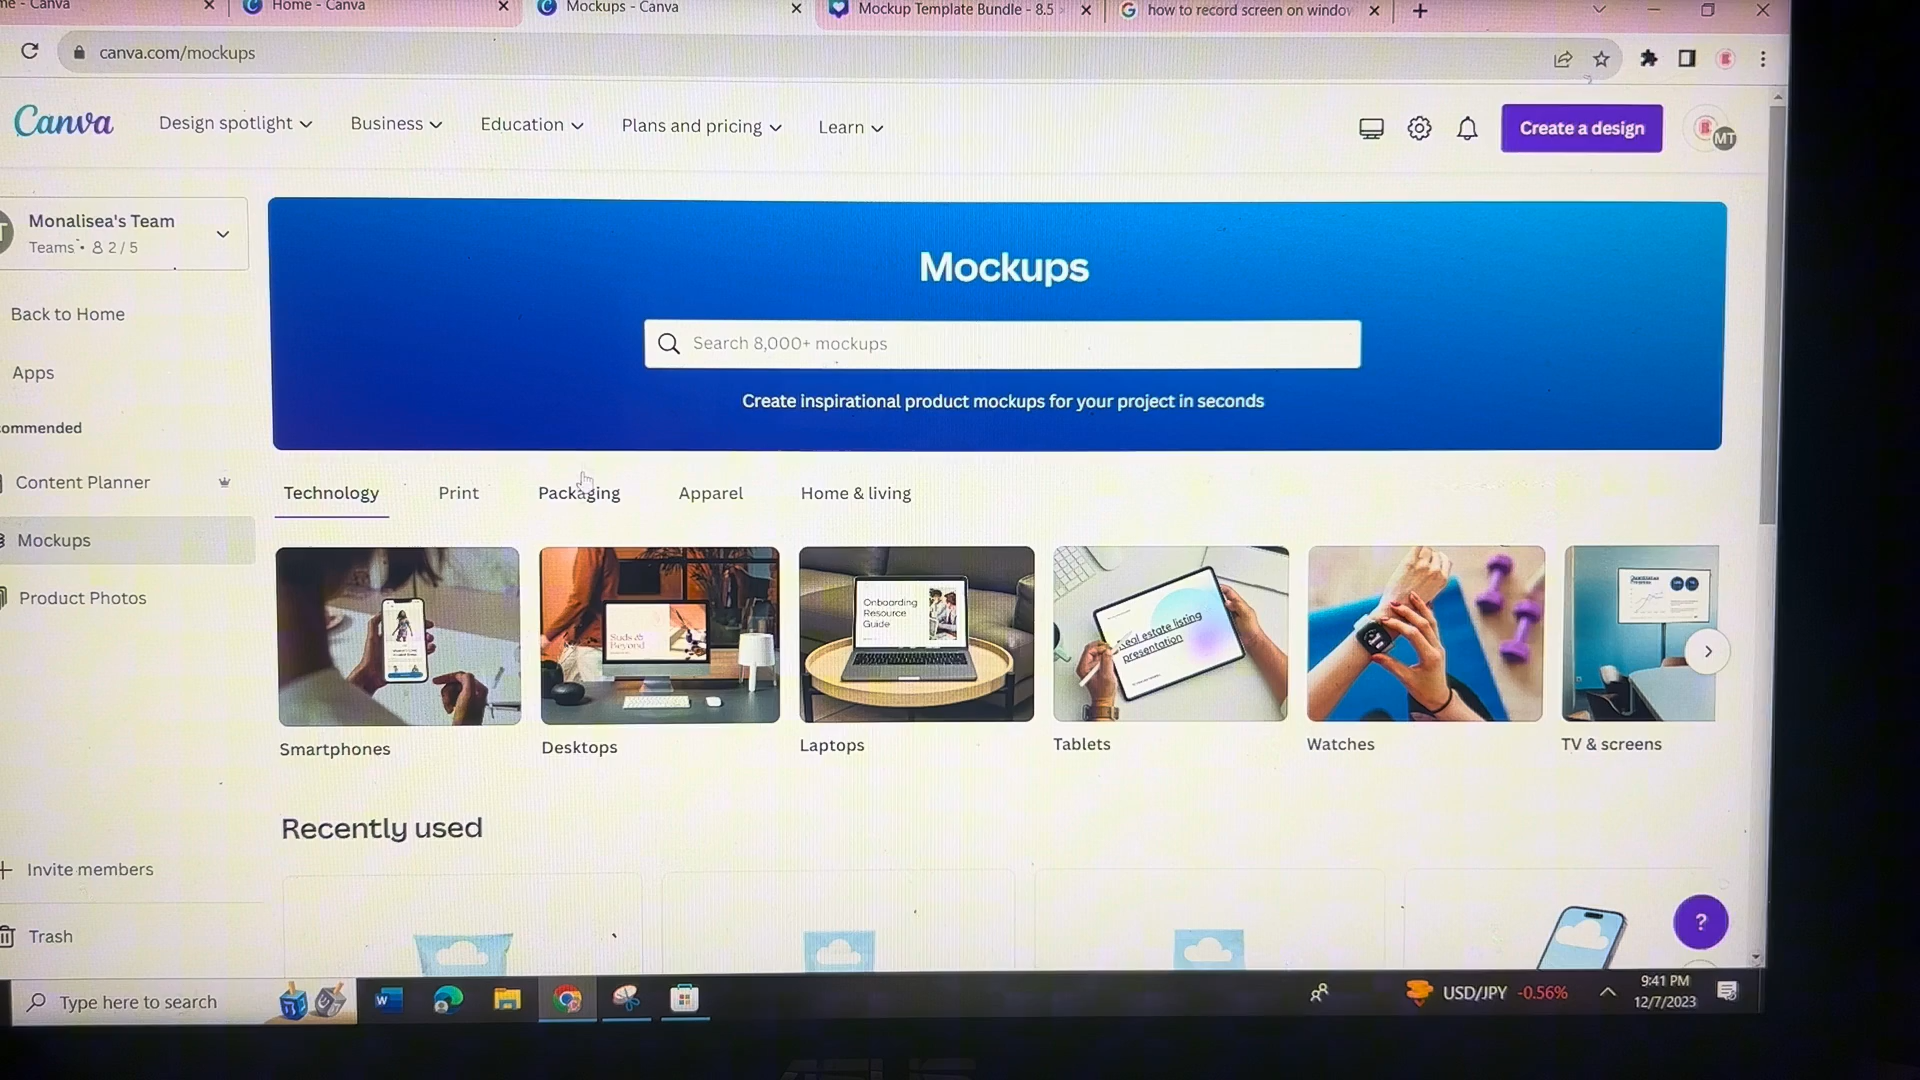 me - Canva
Home - Canva
Mockups - Canva
Mockup Template Bundle - 8.5
how to record screen on windo
canva.com/mockups
Canva
Design spotlight
Business
Education
Plans and pricing
Learn
Create a design
MT
Monalisea's Team
Teams • 2 / 5
Back to Home
Apps
ommended
Content Planner
Mockups
Product Photos
Invite members
Trash
Mockups
Search 8,000+ mockups
Create inspirational product mockups for your project in seconds
Technology
Print
Packaging
Apparel
Home & living
Suds &
Beyond
Onboarding
Resource
Guide
Real estate listing
presentation
Smartphones
Desktops
Laptops
Tablets
Watches
TV & screens
Recently used
?
Type here to search
USD/JPY -0.56%
9:41 PM
12/7/2023